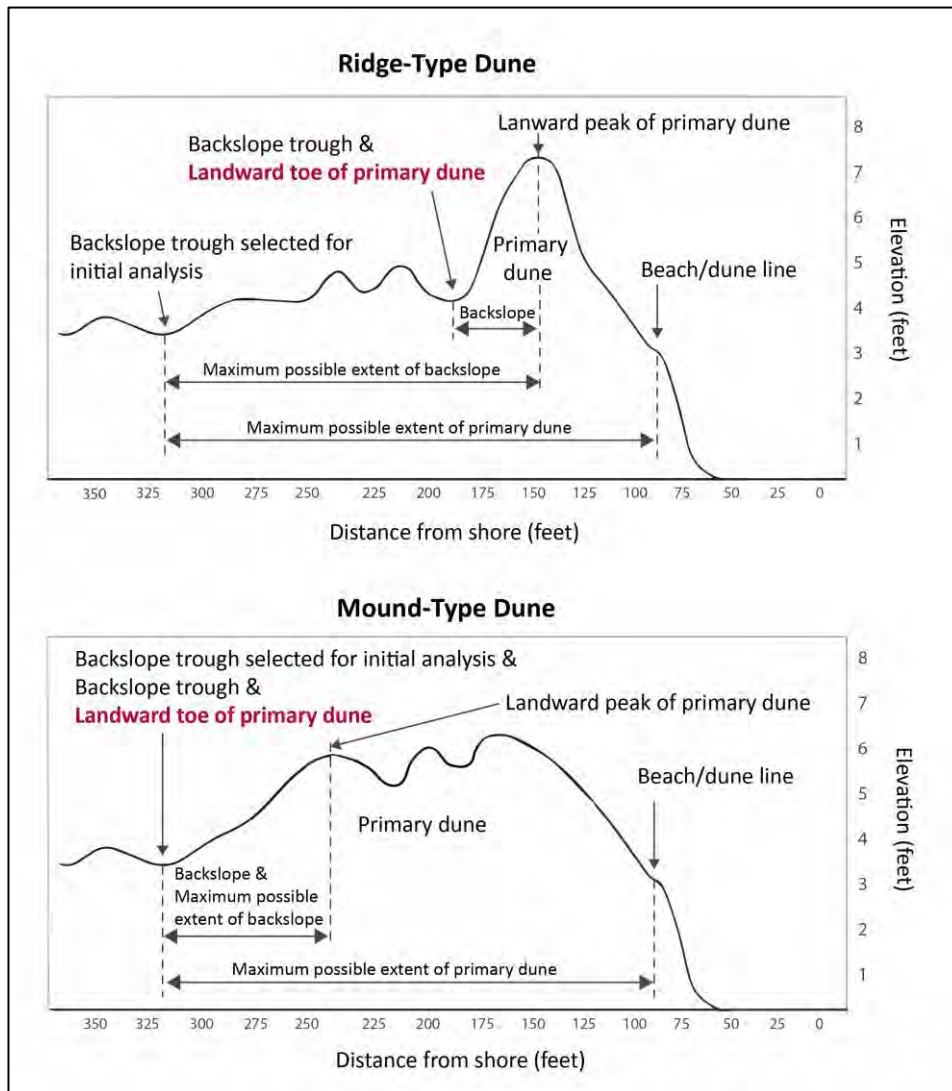 Ridge-Type Dune
Lanward peak of primary dune
Backslope trough &
Landward toe of primary dune
Backslope trough selected for
initial analysis
Primary
dune
Beach/dune line
Backslope
Maximum possible extent of backslope
Maximum possible extent of primary dune
8
7
6
5
4
3
2
1
Elevation (feet)
350 325 300 275 250 225 200 175 150 125 100 75 50 25 0
Distance from shore (feet)
Mound-Type Dune
Backslope trough selected for initial analysis &
Backslope trough &
Landward toe of primary dune
Landward peak of primary dune
Beach/dune line
Primary dune
Backslope &
Maximum possible
extent of backslope
Maximum possible extent of primary dune
8
7
6
5
4
3
2
1
Elevation (feet)
350 325 300 275 250 225 200 175 150 125 100 75 50 25 0
Distance from shore (feet)